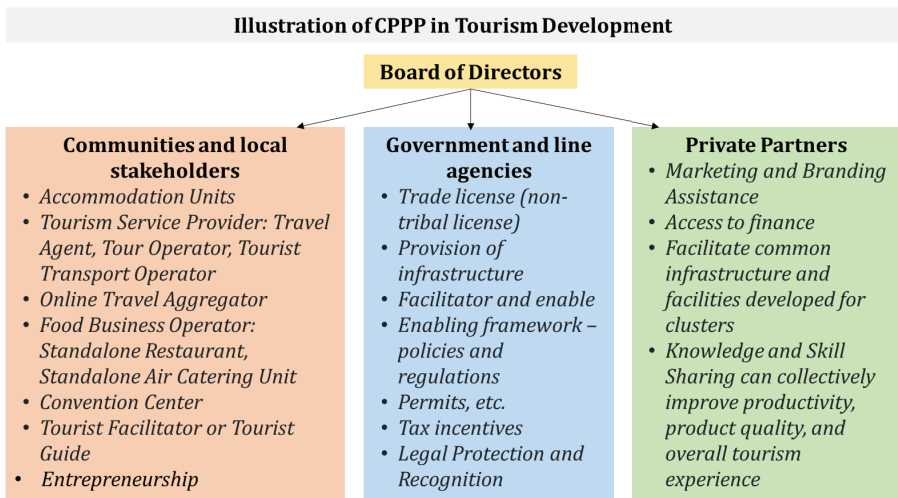 Illustration of CPPP in Tourism Development
Board of Directors
Communities and local
stakeholders
• Accommodation Units
• Tourism Service Provider: Travel
Agent, Tour Operator, Tourist
Transport Operator
• Online Travel Aggregator
• Food Business Operator:
Standalone Restaurant,
Standalone Air Catering Unit
• Convention Center
• Tourist Facilitator or Tourist
Guide
• Entrepreneurship
Government and line
agencies
• Trade license (non-
tribal license)
• Provision of
infrastructure
• Facilitator and enable
• Enabling framework –
policies and
regulations
• Permits, etc.
• Tax incentives
• Legal Protection and
Recognition
Private Partners
• Marketing and Branding
Assistance
• Access to finance
• Facilitate common
infrastructure and
facilities developed for
clusters
• Knowledge and Skill
Sharing can collectively
improve productivity,
product quality, and
overall tourism
experience